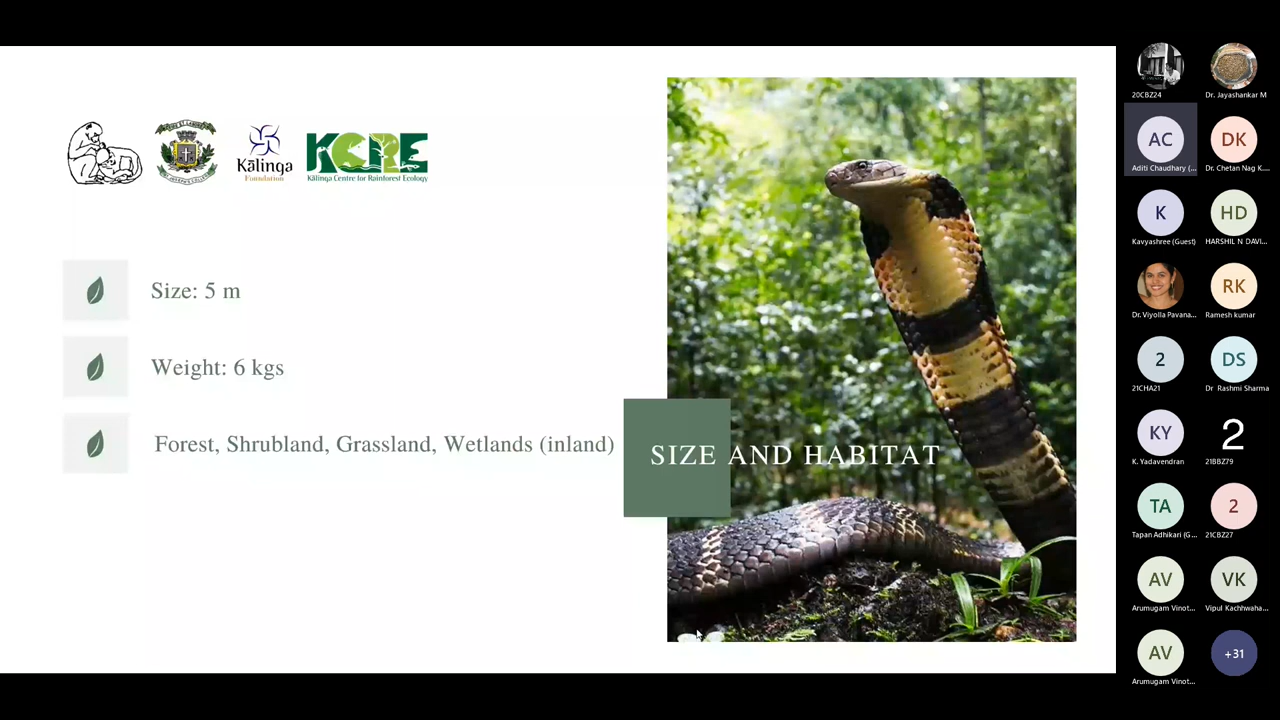 KCRE
Kālinga
Foundation
Kālinga Centre for Rainforest Ecology
Size: 5 m
Weight: 6 kgs
Forest, Shrubland, Grassland, Wetlands (inland)
SIZE AND HABITAT
20CBZ24
Dr. Jayashankar M
AC
DK
Aditi Chaudhary (...
Dr. Chetan Nag K....
K
HD
Kavyashree (Guest)
HARSHIL N DAVI...
RK
Dr. Viyolla Pavana...
Ramesh kumar
2
DS
21CHA21
Dr Rashmi Sharma
KY
2
K. Yadavendran
21BBZ79
TA
2
Tapan Adhikari (G...
21CBZ27
AV
VK
Arumugam Vinot...
Vipul Kachhwaha...
AV
+31
Arumugam Vinot...